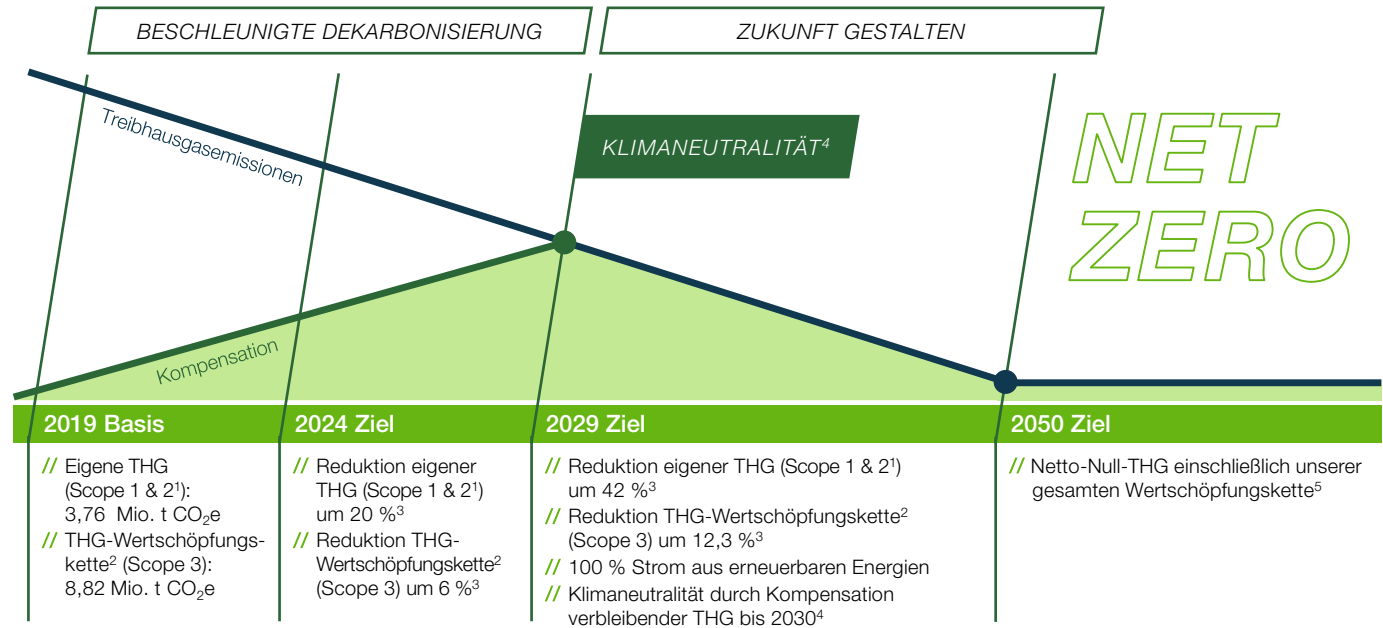 BESCHLEUNIGTE DEKARBONISIERUNG
ZUKUNFT GESTALTEN
Treibhausgasemissionen
KLIMANEUTRALITÄT⁴
NET
ZERO
Kompensation
2019 Basis
// Eigene THG
(Scope 1 & 2¹):
3,76 Mio. t CO₂e
// THG-Wertschöpfungs-
kette² (Scope 3):
8,82 Mio. t CO₂e
2024 Ziel
// Reduktion eigener
THG (Scope 1 & 2¹)
um 20 %³
// Reduktion THG-
Wertschöpfungskette²
(Scope 3) um 6 %³
2029 Ziel
// Reduktion eigener THG (Scope 1 & 2¹)
um 42 %³
// Reduktion THG-Wertschöpfungskette²
(Scope 3) um 12,3 %³
// 100 % Strom aus erneuerbaren Energien
// Klimaneutralität durch Kompensation
verbleibender THG bis 2030⁴
2050 Ziel
// Netto-Null-THG einschließlich unserer
gesamten Wertschöpfungskette⁵